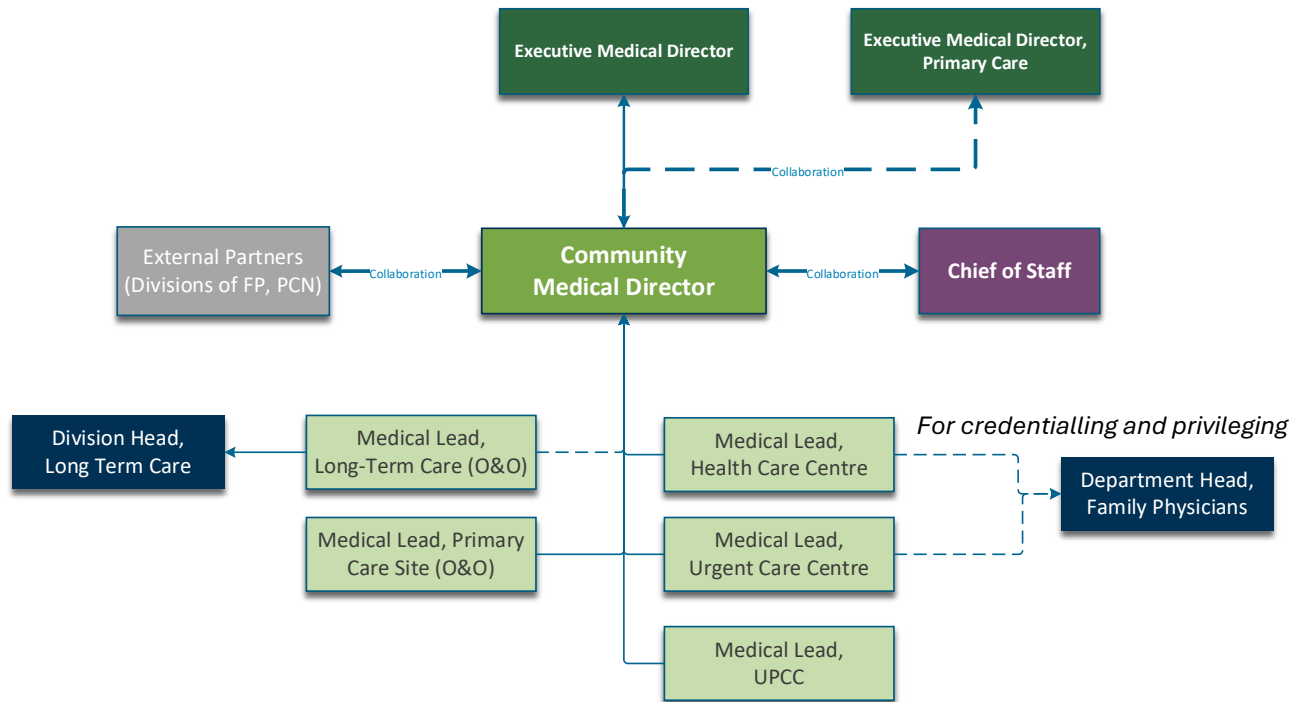 Executive Medical Director
Executive Medical Director,
Primary Care
Collaboration
External Partners
(Divisions of FP, PCN)
Collaboration
Community
Medical Director
Collaboration
Chief of Staff
Division Head,
Long Term Care
Medical Lead,
Long-Term Care (O&O)
Medical Lead,
Health Care Centre
For credentialling and privileging
Department Head,
Family Physicians
Medical Lead, Primary
Care Site (O&O)
Medical Lead,
Urgent Care Centre
Medical Lead,
UPCC